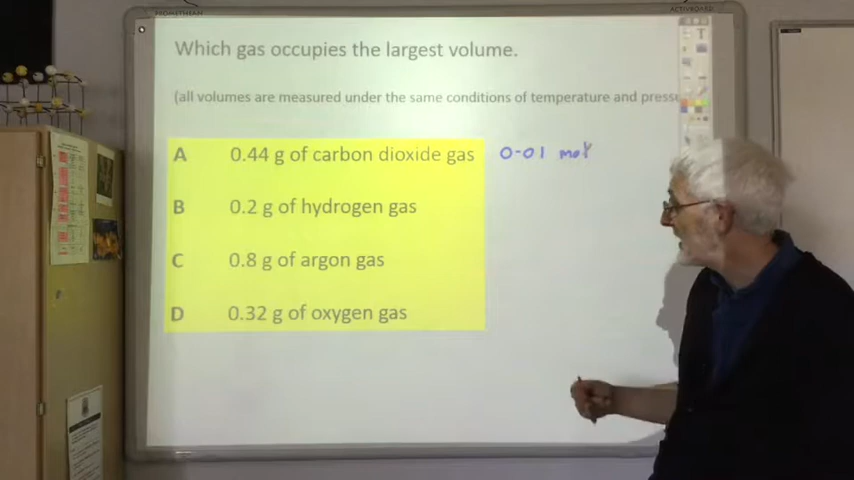 PROMETHEAN
ACTIVBOARD
Which gas occupies the largest volume.
(all volumes are measured under the same conditions of temperature and press
A 0.44 g of carbon dioxide gas 0.01 mol
B 0.2 g of hydrogen gas
C 0.8 g of argon gas
D 0.32 g of oxygen gas